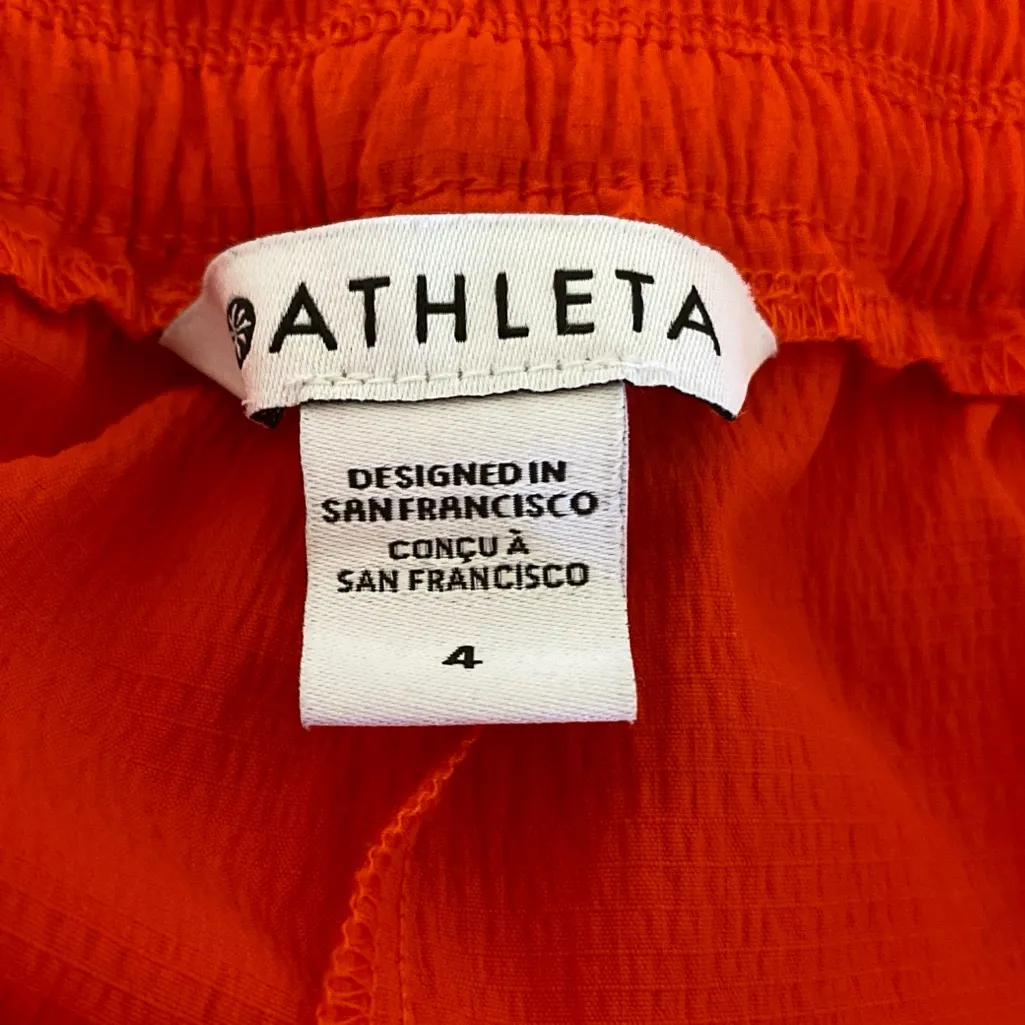 ATHLETA
DESIGNED IN
SAN FRANCISCO
CONÇU À
SAN FRANCISCO
4